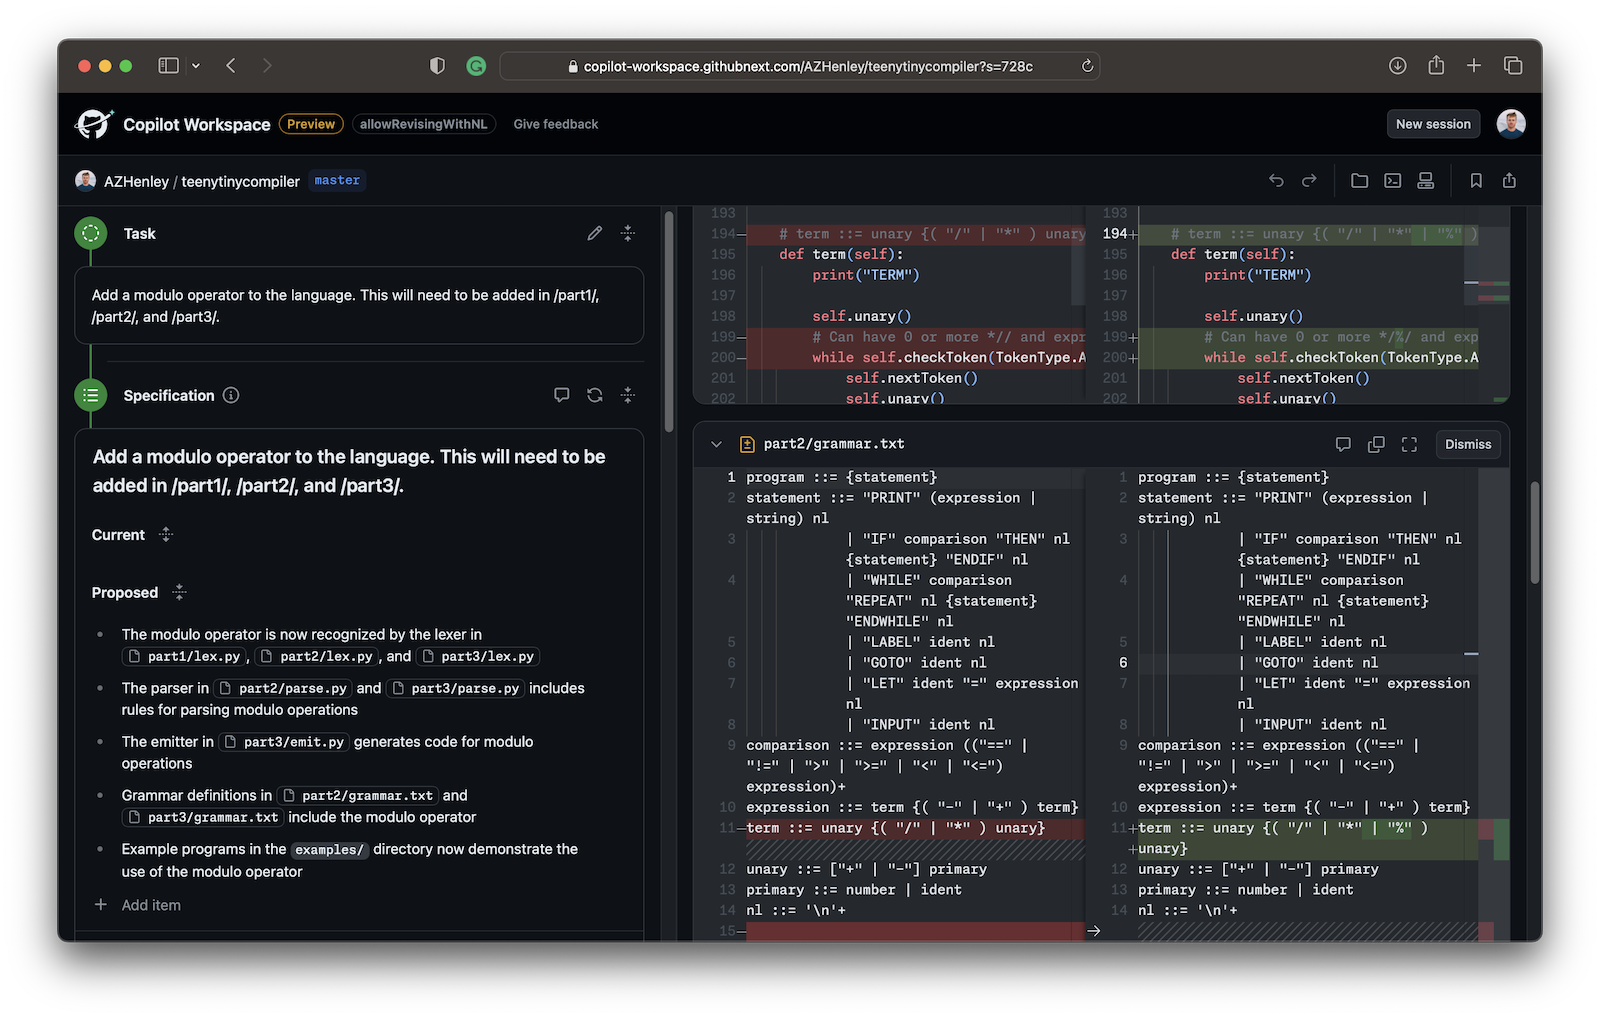 copilot-workspace.githubnext.com/AZHenley/teenytinycompiler?s=728c
Copilot Workspace Preview allowRevisingWithNL Give feedback New session
AZHenley / teenytinycompiler master
Task
Add a modulo operator to the language. This will need to be added in /part1/,
/part2/, and /part3/.
Specification
Add a modulo operator to the language. This will need to be
added in /part1/, /part2/, and /part3/.
Current
Proposed
• The modulo operator is now recognized by the lexer in
part1/lex.py, part2/lex.py, and part3/lex.py
• The parser in part2/parse.py and part3/parse.py includes
rules for parsing modulo operations
• The emitter in part3/emit.py generates code for modulo
operations
• Grammar definitions in part2/grammar.txt and
part3/grammar.txt include the modulo operator
• Example programs in the examples/ directory now demonstrate the
use of the modulo operator
+ Add item
193
194– # term ::= unary {( "/" | "*" ) unary
195 def term(self):
196 print("TERM")
197
198 self.unary()
199– # Can have 0 or more *// and expr
200– while self.checkToken(TokenType.A
201 self.nextToken()
202 self.unary()
193
194+ # term ::= unary {( "/" | "*" | "%" )
195 def term(self):
196 print("TERM")
197
198 self.unary()
199+ # Can have 0 or more */%/ and exp
200+ while self.checkToken(TokenType.A
201 self.nextToken()
202 self.unary()
part2/grammar.txt Dismiss
1 program ::= {statement}
2 statement ::= "PRINT" (expression |
string) nl
3 | "IF" comparison "THEN" nl
{statement} "ENDIF" nl
4 | "WHILE" comparison
"REPEAT" nl {statement}
"ENDWHILE" nl
5 | "LABEL" ident nl
6 | "GOTO" ident nl
7 | "LET" ident "=" expression
nl
8 | "INPUT" ident nl
9 comparison ::= expression (("==" |
"!=" | ">" | ">=" | "<" | "<=")
expression)+
10 expression ::= term {( "-" | "+" ) term}
11– term ::= unary {( "/" | "*" ) unary}
12 unary ::= ["+" | "-"] primary
13 primary ::= number | ident
14 nl ::= '\n'+
15–
1 program ::= {statement}
2 statement ::= "PRINT" (expression |
string) nl
3 | "IF" comparison "THEN" nl
{statement} "ENDIF" nl
4 | "WHILE" comparison
"REPEAT" nl {statement}
"ENDWHILE" nl
5 | "LABEL" ident nl
6 | "GOTO" ident nl
7 | "LET" ident "=" expression
nl
8 | "INPUT" ident nl
9 comparison ::= expression (("==" |
"!=" | ">" | ">=" | "<" | "<=")
expression)+
10 expression ::= term {( "-" | "+" ) term}
11+ term ::= unary {( "/" | "*" | "%" )
+unary}
12 unary ::= ["+" | "-"] primary
13 primary ::= number | ident
14 nl ::= '\n'+